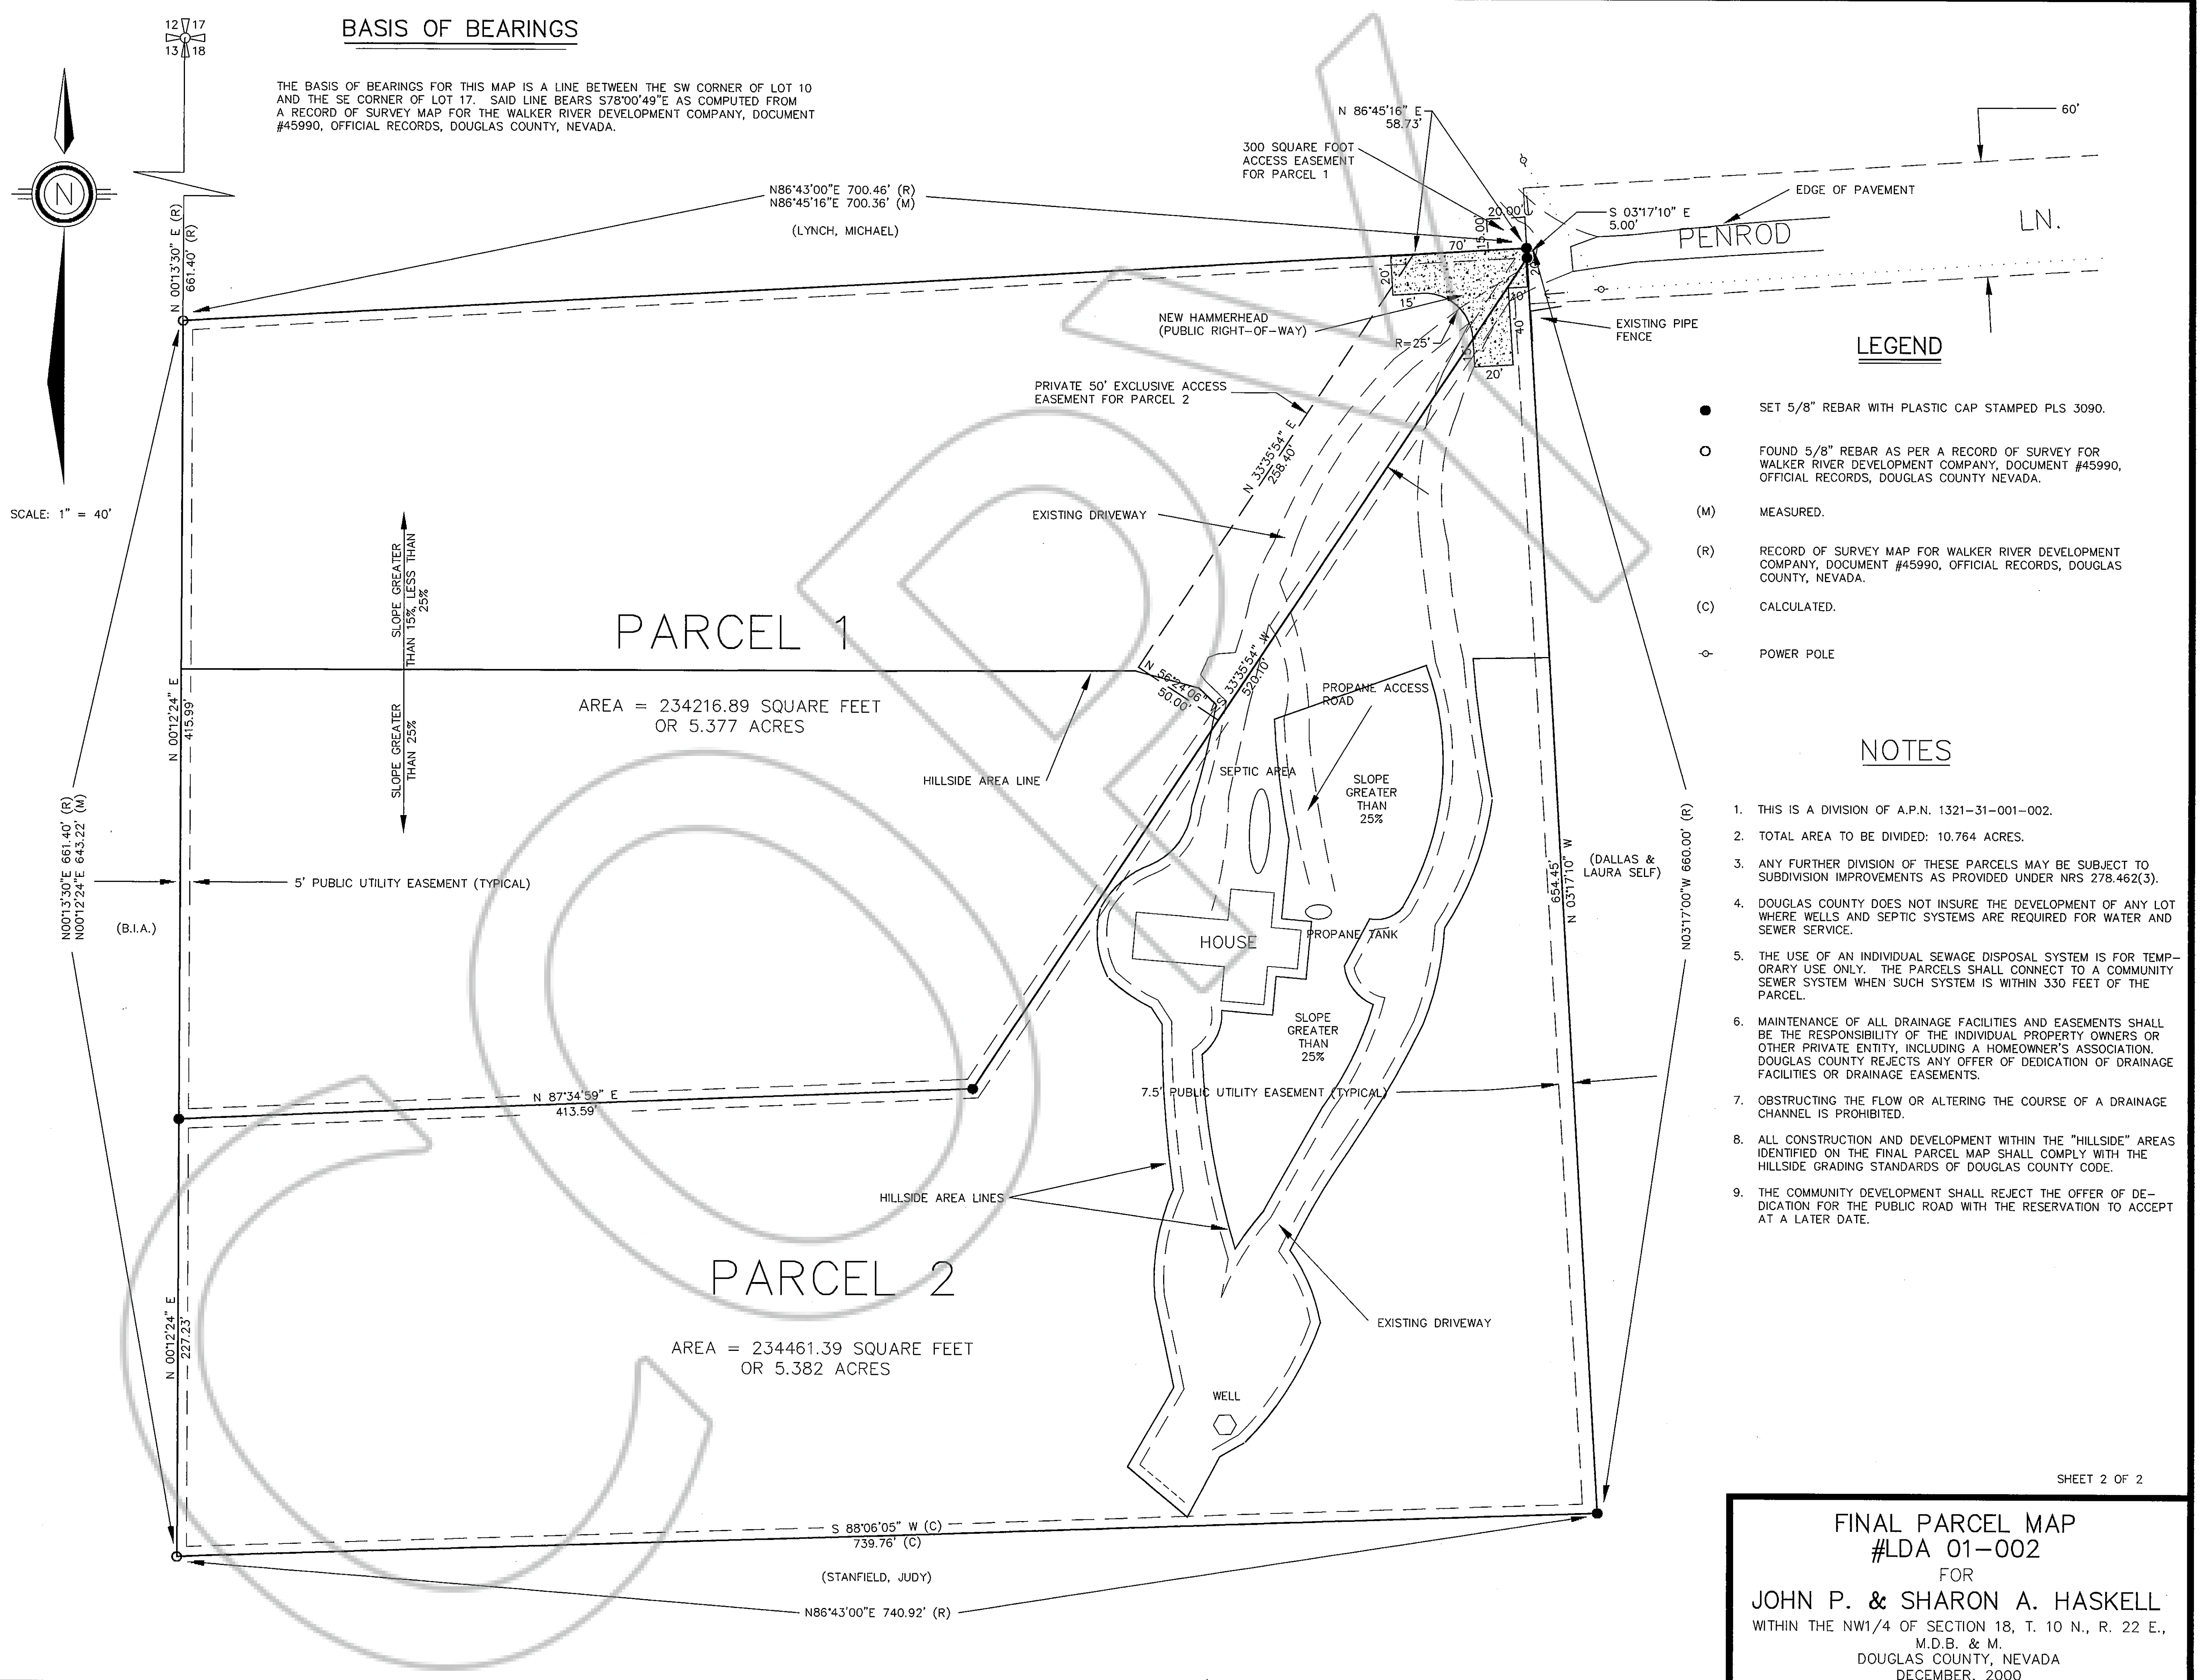 12 17
13 18
BASIS OF BEARINGS
THE BASIS OF BEARINGS FOR THIS MAP IS A LINE BETWEEN THE SW CORNER OF LOT 10
AND THE SE CORNER OF LOT 17. SAID LINE BEARS S78°00'49"E AS COMPUTED FROM
A RECORD OF SURVEY MAP FOR THE WALKER RIVER DEVELOPMENT COMPANY, DOCUMENT
#45990, OFFICIAL RECORDS, DOUGLAS COUNTY, NEVADA.
N
SCALE: 1" = 40'
N 00°13'30" E (R)
661.40' (R)
N86°43'00"E 700.46' (R)
N86°45'16"E 700.36' (M)
(LYNCH, MICHAEL)
N 86°45'16" E
58.73'
300 SQUARE FOOT
ACCESS EASEMENT
FOR PARCEL 1
20.00'
15.00'
70'
S 03°17'10" E
5.00'
60'
EDGE OF PAVEMENT
PENROD
LN.
20'
15'
20'
10'
40'
R=25'
15'
20'
NEW HAMMERHEAD
(PUBLIC RIGHT-OF-WAY)
EXISTING PIPE
FENCE
PRIVATE 50' EXCLUSIVE ACCESS
EASEMENT FOR PARCEL 2
N 33°35'54" E
258.40'
EXISTING DRIVEWAY
SLOPE GREATER
THAN 15%, LESS THAN
25%
SLOPE GREATER
THAN 25%
PARCEL 1
AREA = 234216.89 SQUARE FEET
OR 5.377 ACRES
N 56°24'06" W
50.00'
S 33°35'54" W
520.10'
HILLSIDE AREA LINE
PROPANE ACCESS
ROAD
SEPTIC AREA
SLOPE
GREATER
THAN
25%
N 00°12'24" E
415.99'
N00°13'30"E 661.40' (R)
N00°12'24"E 643.22' (M)
5' PUBLIC UTILITY EASEMENT (TYPICAL)
(B.I.A.)
HOUSE
PROPANE TANK
SLOPE
GREATER
THAN
25%
654.45'
N 03°17'10" W
(DALLAS &
LAURA SELF)
N03°17'00"W 660.00' (R)
N 87°34'59" E
413.59'
7.5' PUBLIC UTILITY EASEMENT (TYPICAL)
HILLSIDE AREA LINES
PARCEL 2
AREA = 234461.39 SQUARE FEET
OR 5.382 ACRES
N 00°12'24" E
227.23'
EXISTING DRIVEWAY
WELL
S 88°06'05" W (C)
739.76' (C)
(STANFIELD, JUDY)
N86°43'00"E 740.92' (R)
LEGEND
SET 5/8" REBAR WITH PLASTIC CAP STAMPED PLS 3090.
FOUND 5/8" REBAR AS PER A RECORD OF SURVEY FOR
WALKER RIVER DEVELOPMENT COMPANY, DOCUMENT #45990,
OFFICIAL RECORDS, DOUGLAS COUNTY NEVADA.
(M) MEASURED.
(R) RECORD OF SURVEY MAP FOR WALKER RIVER DEVELOPMENT
COMPANY, DOCUMENT #45990, OFFICIAL RECORDS, DOUGLAS
COUNTY, NEVADA.
(C) CALCULATED.
POWER POLE
NOTES
1. THIS IS A DIVISION OF A.P.N. 1321-31-001-002.
2. TOTAL AREA TO BE DIVIDED: 10.764 ACRES.
3. ANY FURTHER DIVISION OF THESE PARCELS MAY BE SUBJECT TO
SUBDIVISION IMPROVEMENTS AS PROVIDED UNDER NRS 278.462(3).
4. DOUGLAS COUNTY DOES NOT INSURE THE DEVELOPMENT OF ANY LOT
WHERE WELLS AND SEPTIC SYSTEMS ARE REQUIRED FOR WATER AND
SEWER SERVICE.
5. THE USE OF AN INDIVIDUAL SEWAGE DISPOSAL SYSTEM IS FOR TEMP-
ORARY USE ONLY. THE PARCELS SHALL CONNECT TO A COMMUNITY
SEWER SYSTEM WHEN SUCH SYSTEM IS WITHIN 330 FEET OF THE
PARCEL.
6. MAINTENANCE OF ALL DRAINAGE FACILITIES AND EASEMENTS SHALL
BE THE RESPONSIBILITY OF THE INDIVIDUAL PROPERTY OWNERS OR
OTHER PRIVATE ENTITY, INCLUDING A HOMEOWNER'S ASSOCIATION.
DOUGLAS COUNTY REJECTS ANY OFFER OF DEDICATION OF DRAINAGE
FACILITIES OR DRAINAGE EASEMENTS.
7. OBSTRUCTING THE FLOW OR ALTERING THE COURSE OF A DRAINAGE
CHANNEL IS PROHIBITED.
8. ALL CONSTRUCTION AND DEVELOPMENT WITHIN THE "HILLSIDE" AREAS
IDENTIFIED ON THE FINAL PARCEL MAP SHALL COMPLY WITH THE
HILLSIDE GRADING STANDARDS OF DOUGLAS COUNTY CODE.
9. THE COMMUNITY DEVELOPMENT SHALL REJECT THE OFFER OF DE-
DICATION FOR THE PUBLIC ROAD WITH THE RESERVATION TO ACCEPT
AT A LATER DATE.
SHEET 2 OF 2
FINAL PARCEL MAP
#LDA 01-002
FOR
JOHN P. & SHARON A. HASKELL
WITHIN THE NW1/4 OF SECTION 18, T. 10 N., R. 22 E.,
M.D.B. & M.
DOUGLAS COUNTY, NEVADA
DECEMBER, 2000
COPY